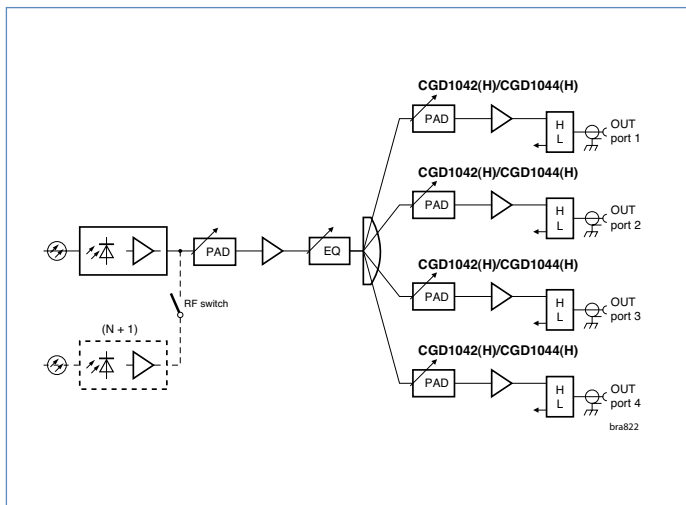 CGD1042(H)/CGD1044(H)
PAD
H
L
OUT
port 1
CGD1042(H)/CGD1044(H)
PAD
H
L
OUT
port 2
PAD
EQ
RF switch
(N + 1)
CGD1042(H)/CGD1044(H)
PAD
H
L
OUT
port 3
CGD1042(H)/CGD1044(H)
PAD
H
L
OUT
port 4
bra822